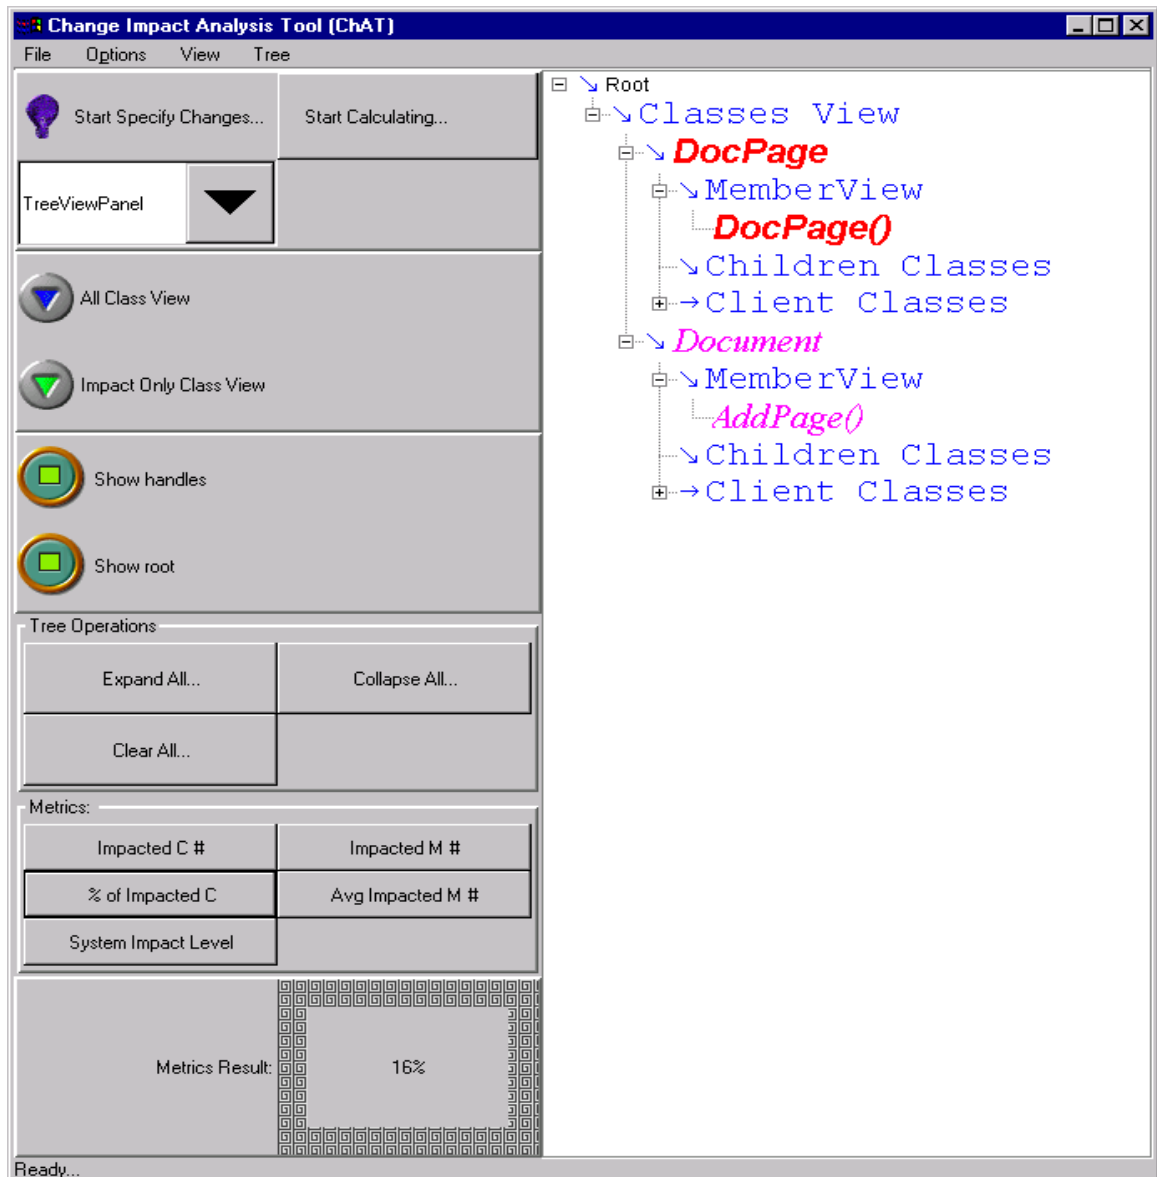 Change Impact Analysis Tool (ChAT)
File Options View Tree
Start Specify Changes... Start Calculating...
TreeViewPanel
All Class View
Impact Only Class View
Show handles
Show root
Tree Operations
Expand All... Collapse All...
Clear All...
Metrics:
Impacted C # Impacted M #
% of Impacted C Avg Impacted M #
System Impact Level
Metrics Result: 16%
Ready...
Root
Classes View
DocPage
MemberView
DocPage()
Children Classes
Client Classes
Document
MemberView
AddPage()
Children Classes
Client Classes